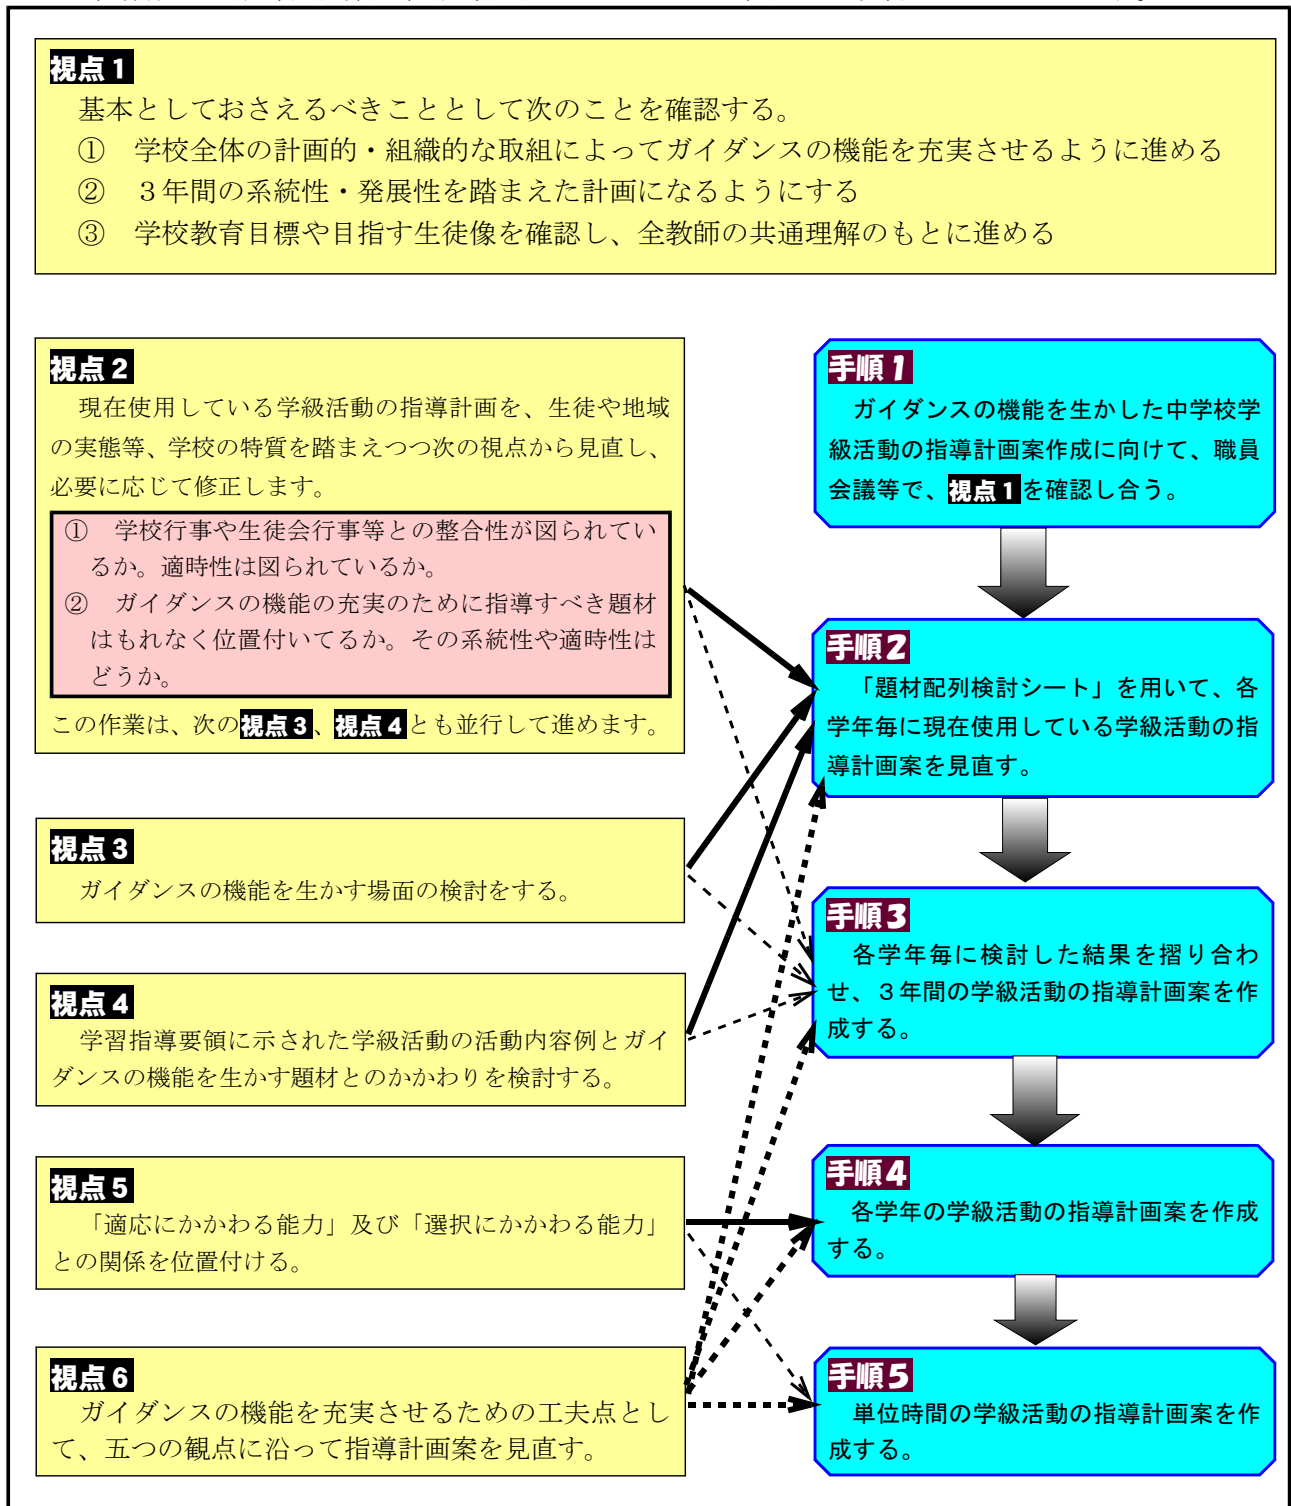 視点1
基本としておさえるべきこととして次のことを確認する。
① 学校全体の計画的・組織的な取組によってガイダンスの機能を充実させるように進める
② 3年間の系統性・発展性を踏まえた計画になるようにする
③ 学校教育目標や目指す生徒像を確認し、全教師の共通理解のもとに進める
視点2
現在使用している学級活動の指導計画を、生徒や地域
の実態等、学校の特質を踏まえつつ次の視点から見直し、
必要に応じて修正します。
① 学校行事や生徒会行事等との整合性が図られてい
るか。適時性は図られているか。
② ガイダンスの機能の充実のために指導すべき題材
はもれなく位置付いてるか。その系統性や適時性は
どうか。
この作業は、次の視点3、視点4とも並行して進めます。
視点3
ガイダンスの機能を生かす場面の検討をする。
視点4
学習指導要領に示された学級活動の活動内容例とガイ
ダンスの機能を生かす題材とのかかわりを検討する。
視点5
「適応にかかわる能力」及び「選択にかかわる能力」
との関係を位置付ける。
視点6
ガイダンスの機能を充実させるための工夫点とし
て、五つの観点に沿って指導計画案を見直す。
手順1
ガイダンスの機能を生かした中学校学
級活動の指導計画案作成に向けて、職員
会議等で、視点1を確認し合う。
手順2
「題材配列検討シート」を用いて、各
学年毎に現在使用している学級活動の指
導計画案を見直す。
手順3
各学年毎に検討した結果を摺り合わ
せ、3年間の学級活動の指導計画案を作
成する。
手順4
各学年の学級活動の指導計画案を作成
する。
手順5
単位時間の学級活動の指導計画案を作
成する。